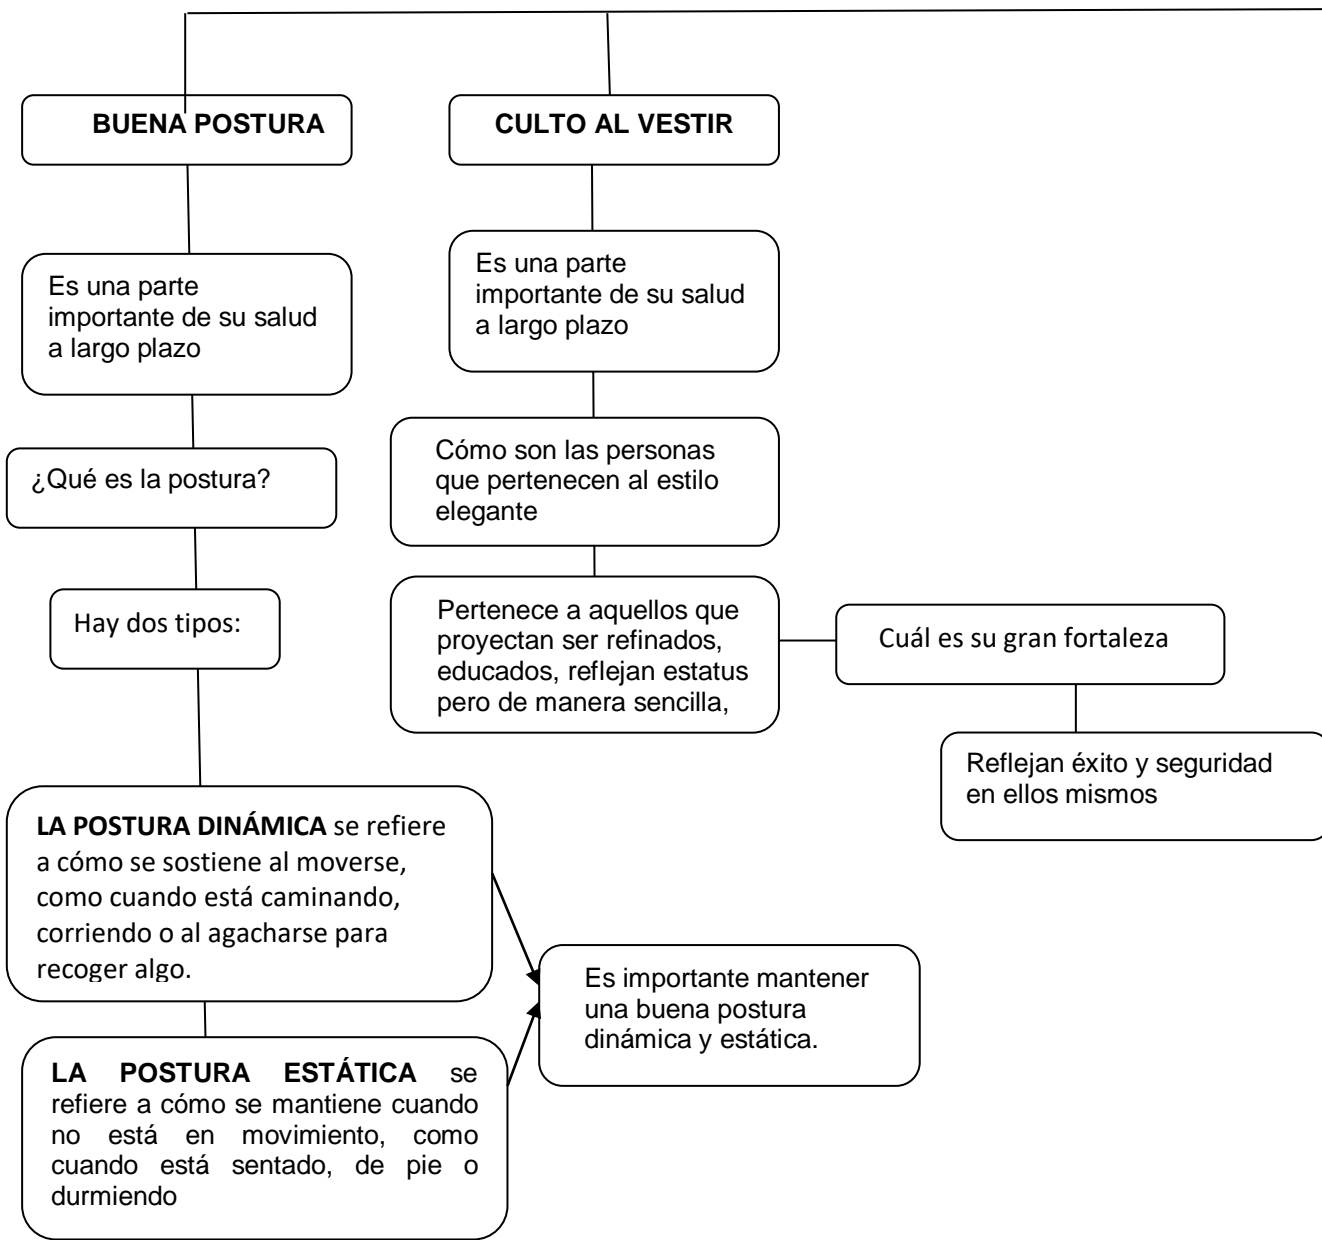 BUENA POSTURA
Es una parte
importante de su salud
a largo plazo
¿Qué es la postura?
Hay dos tipos:
LA POSTURA DINÁMICA se refiere
a cómo se sostiene al moverse,
como cuando está caminando,
corriendo o al agacharse para
recoger algo.
LA POSTURA ESTÁTICA se
refiere a cómo se mantiene cuando
no está en movimiento, como
cuando está sentado, de pie o
durmiendo
Es importante mantener
una buena postura
dinámica y estática.
CULTO AL VESTIR
Es una parte
importante de su salud
a largo plazo
Cómo son las personas
que pertenecen al estilo
elegante
Pertenece a aquellos que
proyectan ser refinados,
educados, reflejan estatus
pero de manera sencilla,
Cuál es su gran fortaleza
Reflejan éxito y seguridad
en ellos mismos